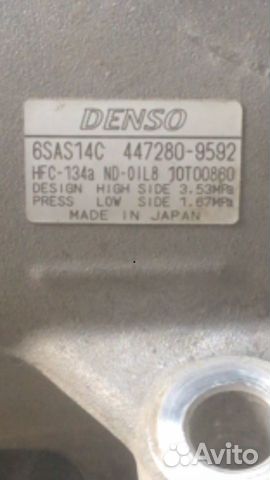 DENSO
6SAS14C 447280-9592
HFC-134a ND-OIL8 10T00860
DESIGN HIGH SIDE 3.53MPa
PRESS LOW SIDE 1.67MPa
MADE IN JAPAN
Avito